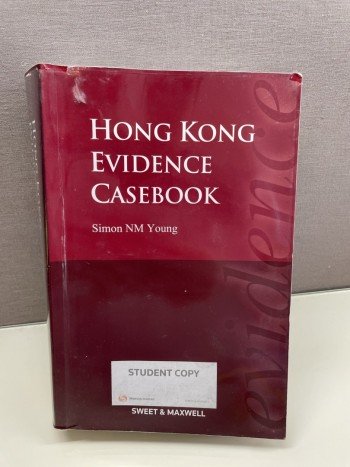 HONG KONG
EVIDENCE
CASEBOOK
Simon NM Young
evidence
STUDENT COPY
SWEET & MAXWELL